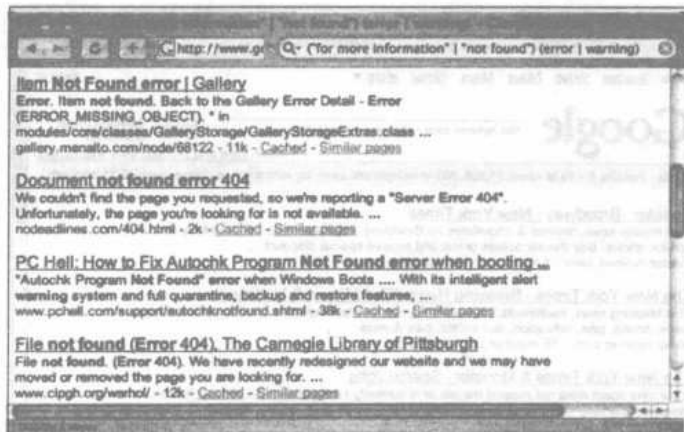 information" | "not found") (error | warning)
http://www.go ("for more information" | "not found") (error | warning)
Item Not Found error | Gallery
Error. Item not found. Back to the Gallery Error Detail - Error
(ERROR_MISSING_OBJECT). * in
modules/core/classes/GalleryStorage/GalleryStorageExtras.class ...
gallery.menalto.com/node/68122 - 11k - Cached - Similar pages
Document not found error 404
We couldn't find the page you requested, so we're reporting a "Server Error 404".
Unfortunately, the page you're looking for is not available. ...
nodeadlines.com/404.html - 2k - Cached - Similar pages
PC Hell: How to Fix Autochk Program Not Found error when booting ...
"Autochk Program Not Found" error when Windows Boots .... With its intelligent alert
warning system and full quarantine, backup and restore features, ...
www.pchell.com/support/autochknotfound.shtml - 38k - Cached - Similar pages
File not found. (Error 404). The Carnegie Library of Pittsburgh
File not found. (Error 404). We have recently redesigned our website and we may have
moved or removed the page you are looking for. ...
www.clpgh.org/warhol/ - 12k - Cached - Similar pages